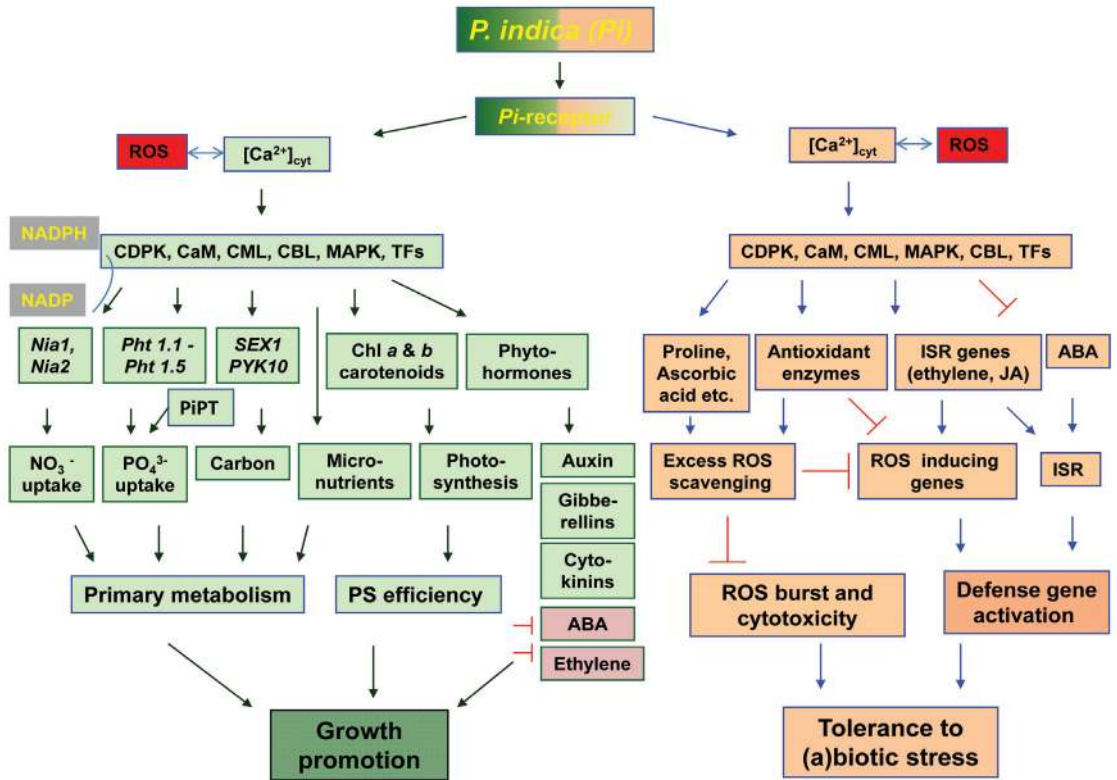 P. indica (Pi)
Pi-receptor
ROS
[Ca²⁺]cyt
[Ca²⁺]cyt
ROS
NADPH
CDPK, CaM, CML, CBL, MAPK, TFs
CDPK, CaM, CML, MAPK, CBL, TFs
NADP
Nia1,
Nia2
Pht 1.1 -
Pht 1.5
SEX1
PYK10
Chl a & b
carotenoids
Phyto-
hormones
Proline,
Ascorbic
acid etc.
Antioxidant
enzymes
ISR genes
(ethylene, JA)
ABA
PiPT
NO₃⁻
uptake
PO₄³⁻
uptake
Carbon
Micro-
nutrients
Photo-
synthesis
Auxin
Gibbe-
rellins
Cyto-
kinins
ABA
Ethylene
Excess ROS
scavenging
ROS inducing
genes
ISR
Primary metabolism
PS efficiency
ROS burst and
cytotoxicity
Defense gene
activation
Growth
promotion
Tolerance to
(a)biotic stress